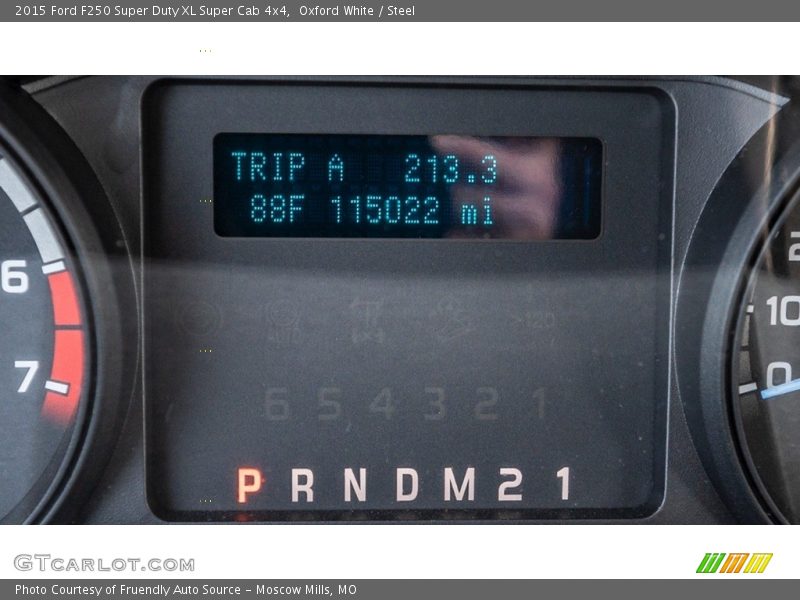 2015 Ford F250 Super Duty XL Super Cab 4x4, Oxford White / Steel
TRIP A 213.3
88F 115022 mi
6
7
2
10
0
6 5 4 3 2 1
P R N D M 2 1
GTCARLOT.COM
Photo Courtesy of Fruendly Auto Source - Moscow Mills, MO